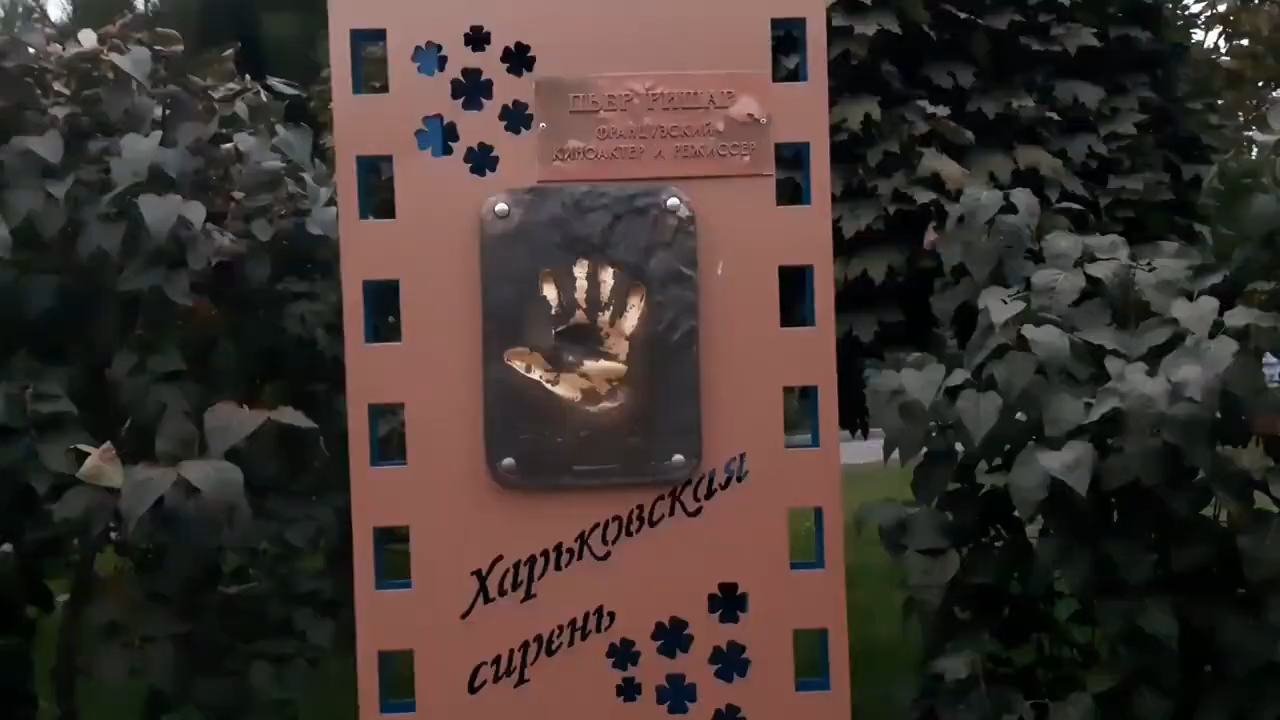 ПЬЕР РИШАР
ФРАНЦУЗСКИЙ
КИНОАКТЕР И РЕЖИССЕР
Харьковская
сирень